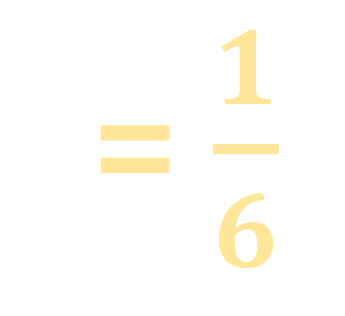 = 1/6